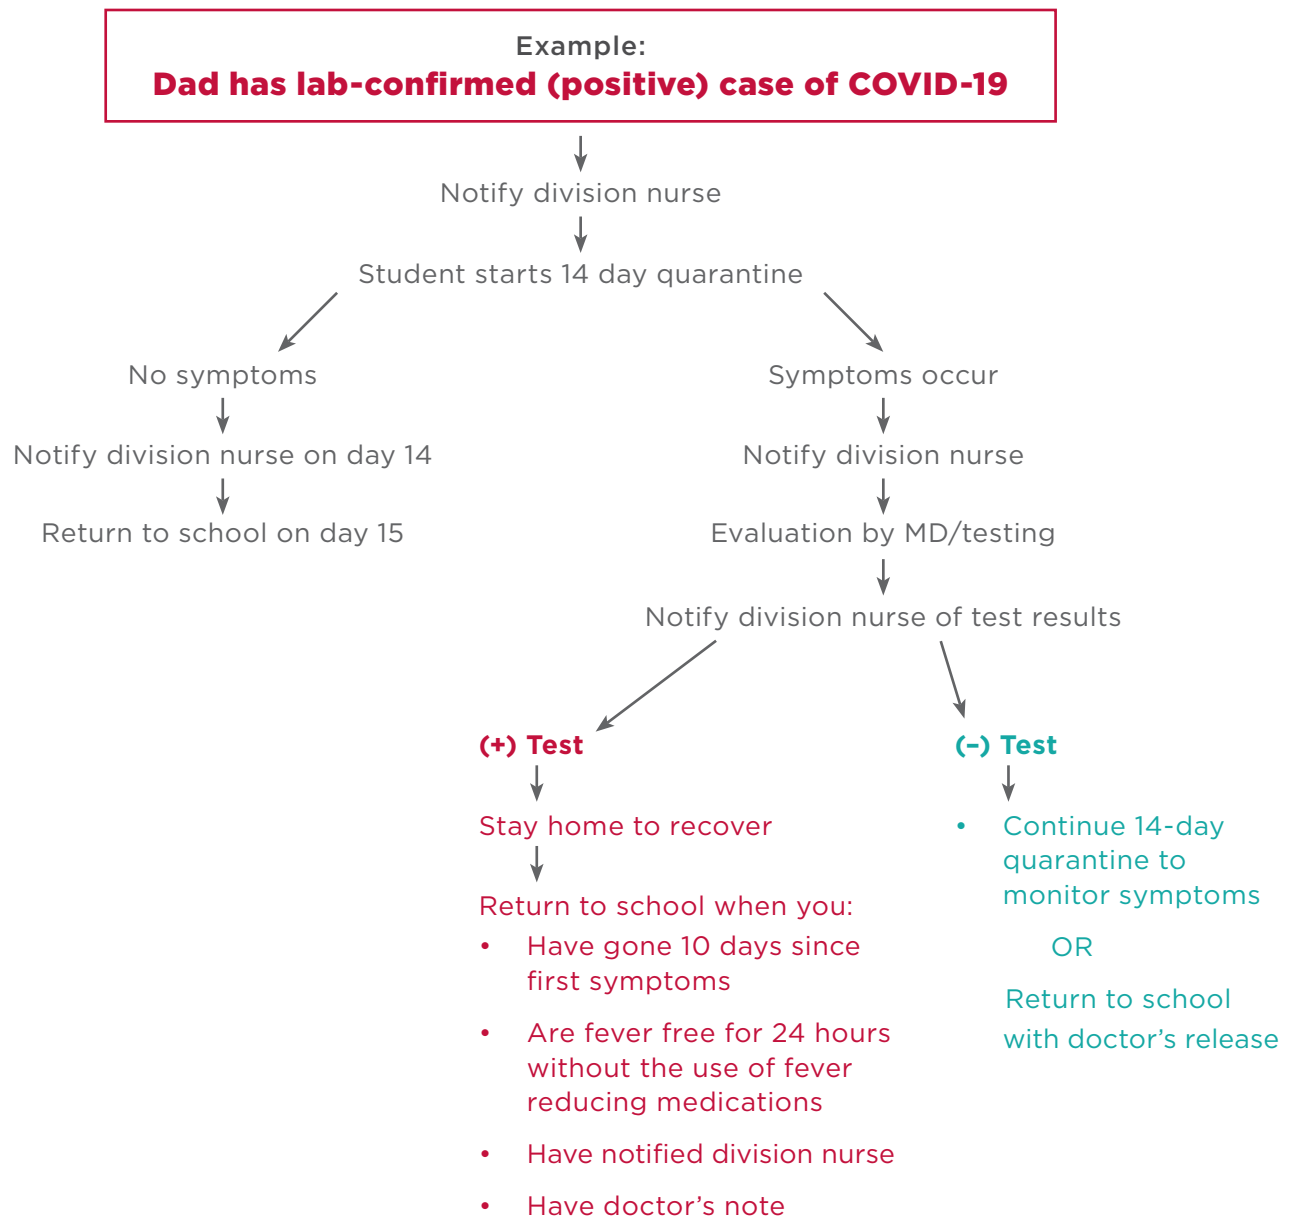 Example:
Dad has lab-confirmed (positive) case of COVID-19
Notify division nurse
Student starts 14 day quarantine
No symptoms
Notify division nurse on day 14
Return to school on day 15
Symptoms occur
Notify division nurse
Evaluation by MD/testing
Notify division nurse of test results
(+) Test
Stay home to recover
Return to school when you:
• Have gone 10 days since
first symptoms
• Are fever free for 24 hours
without the use of fever
reducing medications
• Have notified division nurse
• Have doctor’s note
(–) Test
• Continue 14-day
quarantine to
monitor symptoms
OR
Return to school
with doctor’s release